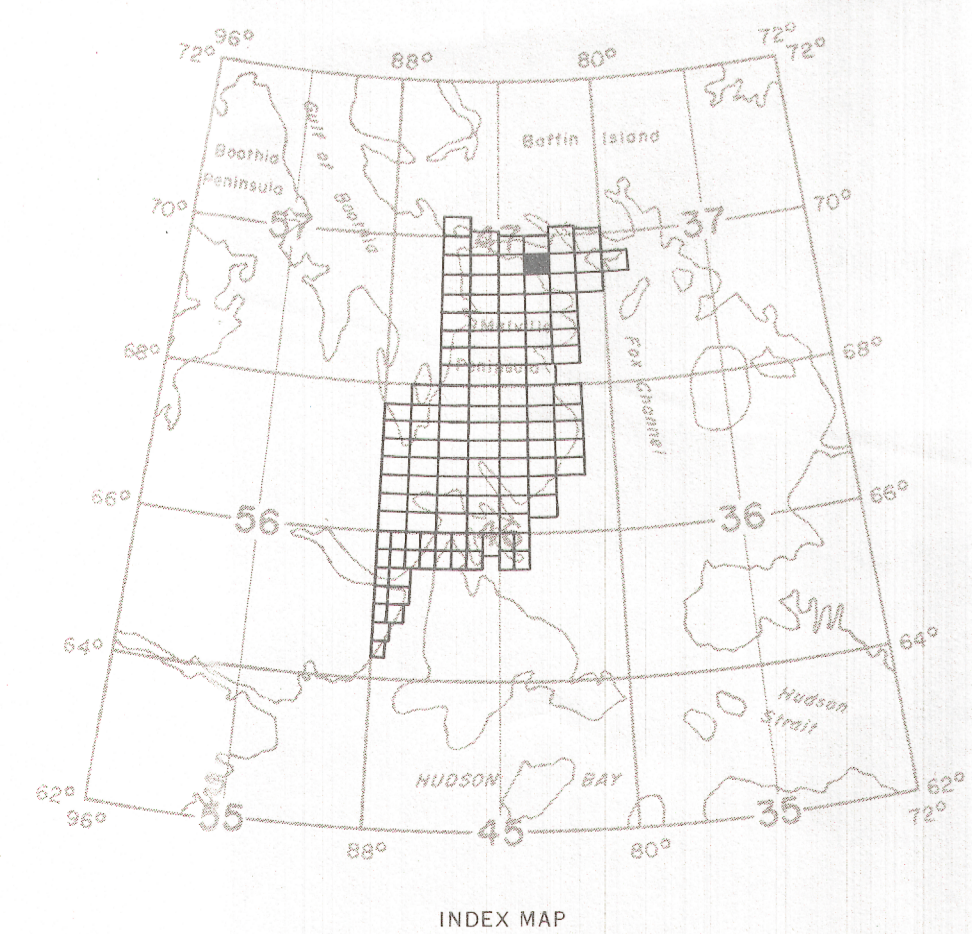 96° 72°
72° 88° 80° 72°
Gulf of Boothia
Baffin Island
Boothia
Peninsula
70° 70°
57 47 37
Melville
Peninsula
68° 68°
Fox Channel
66° 66°
56 46 36
64° 64°
Hudson
Strait
HUDSON BAY
62° 62°
96° 55 45 35 72°
88° 80°
INDEX MAP